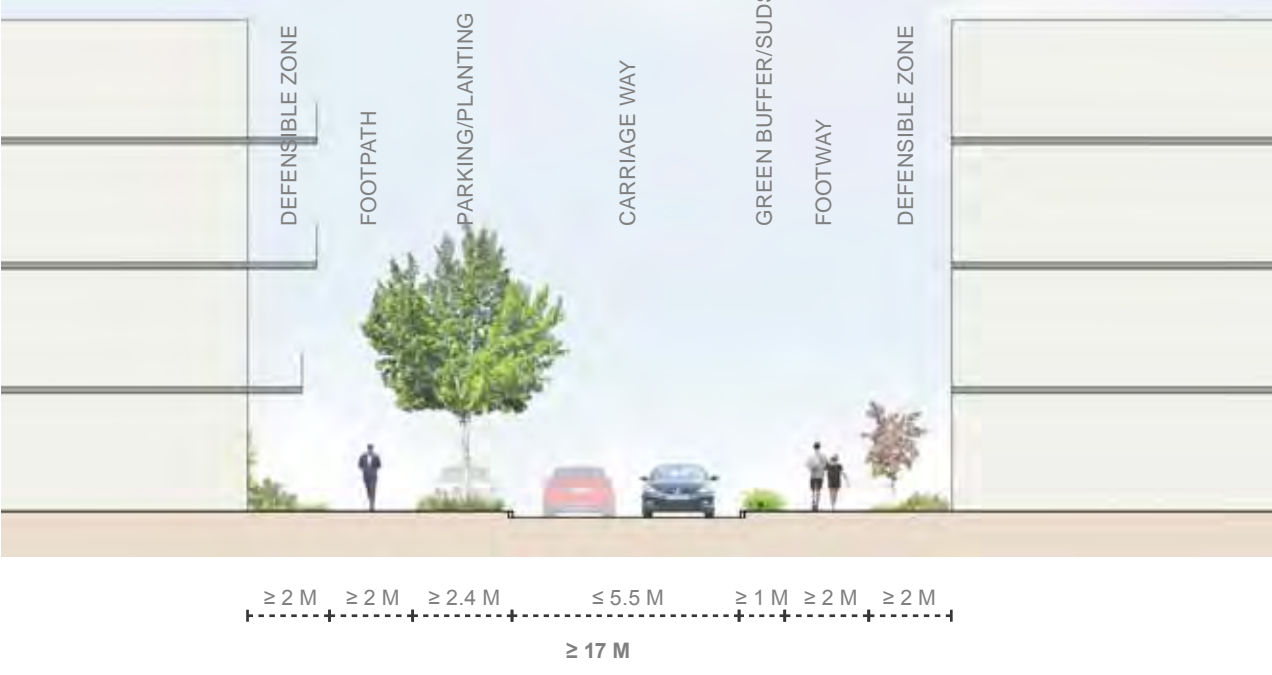 DEFENSIBLE ZONE
FOOTPATH
PARKING/PLANTING
CARRIAGE WAY
GREEN BUFFER/SUDS
FOOTWAY
DEFENSIBLE ZONE
≥ 2 M ≥ 2 M ≥ 2.4 M ≤ 5.5 M ≥ 1 M ≥ 2 M ≥ 2 M
≥ 17 M